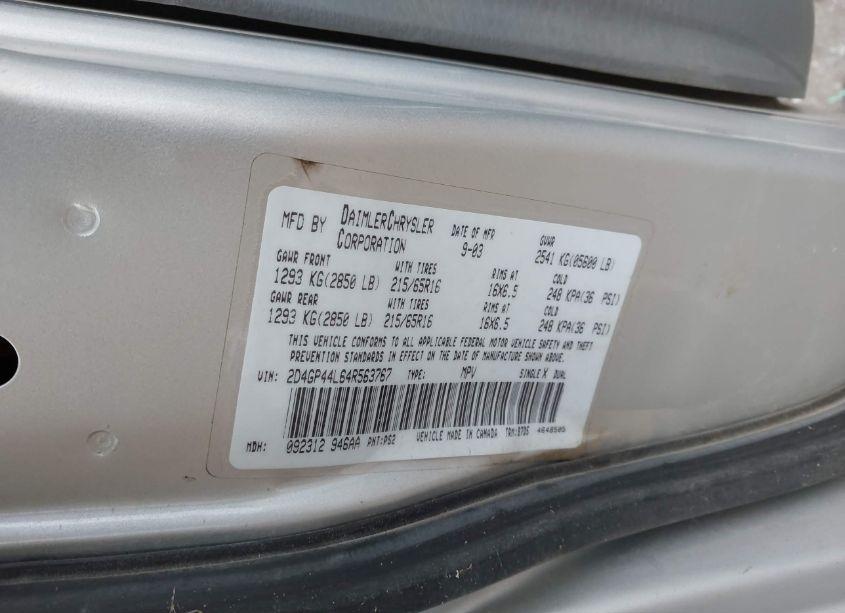 MFD BY DAIMLERCHRYSLER CORPORATION DATE OF MFR 9-03 GVWR 2541 KG(05600 LB)
GAWR FRONT WITH TIRES RIMS AT COLD
1293 KG(2850 LB) 215/65R16 16X6.5 248 KPA(36 PSI)
GAWR REAR WITH TIRES RIMS AT COLD
1293 KG(2850 LB) 215/65R16 16X6.5 248 KPA(36 PSI)
THIS VEHICLE CONFORMS TO ALL APPLICABLE FEDERAL MOTOR VEHICLE SAFETY AND THEFT
PREVENTION STANDARDS IN EFFECT ON THE DATE OF MANUFACTURE SHOWN ABOVE.
VIN: 2D4GP44L64R563767 TYPE: MPV SINGLE X DUAL
MDH: 092312 946AA PNT:PS2 VEHICLE MADE IN CANADA TRM: 4648505